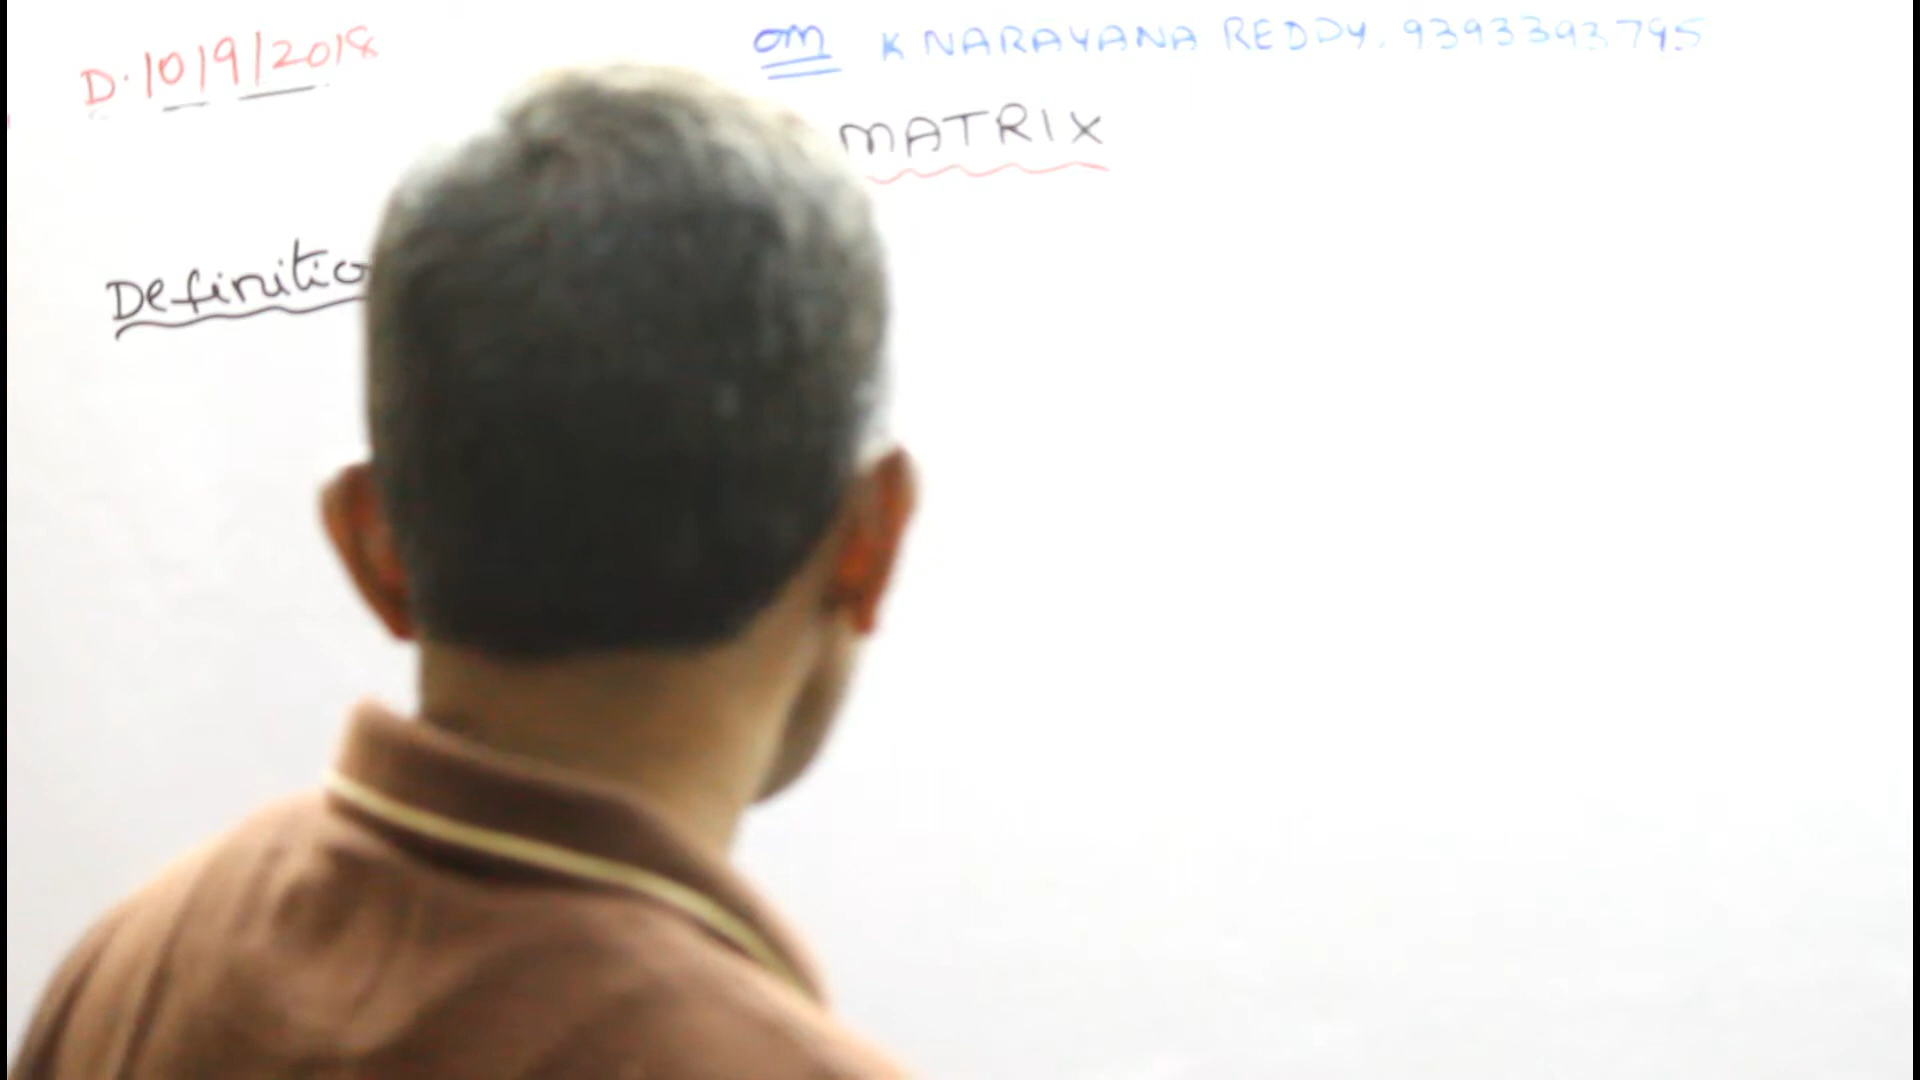 D. 10/9/2018
om K NARAYANA REDDY. 9393393795
MATRIX
Definitio